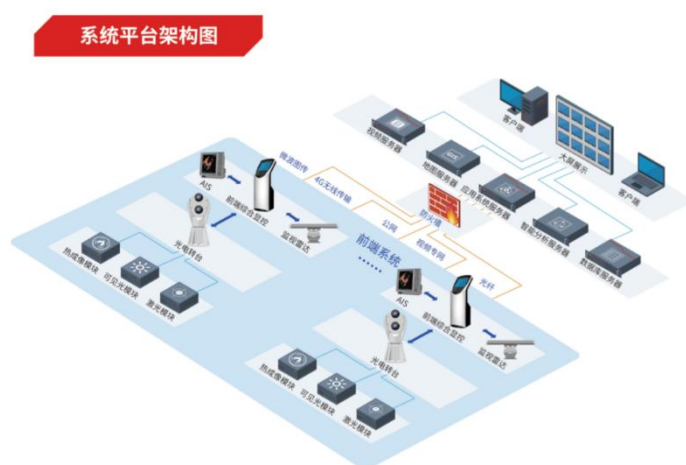 系统平台架构图
客户端
大屏展示
客户端
视频服务器
地图服务器
应用系统服务器
智能分析服务器
数据库服务器
防火墙
微波图传
4G无线传输
公网
视频专网
光纤
前端系统
……
AIS
前端综合显控
监视雷达
光电转台
热成像模块
可见光模块
激光模块
AIS
前端综合显控
监视雷达
光电转台
热成像模块
可见光模块
激光模块